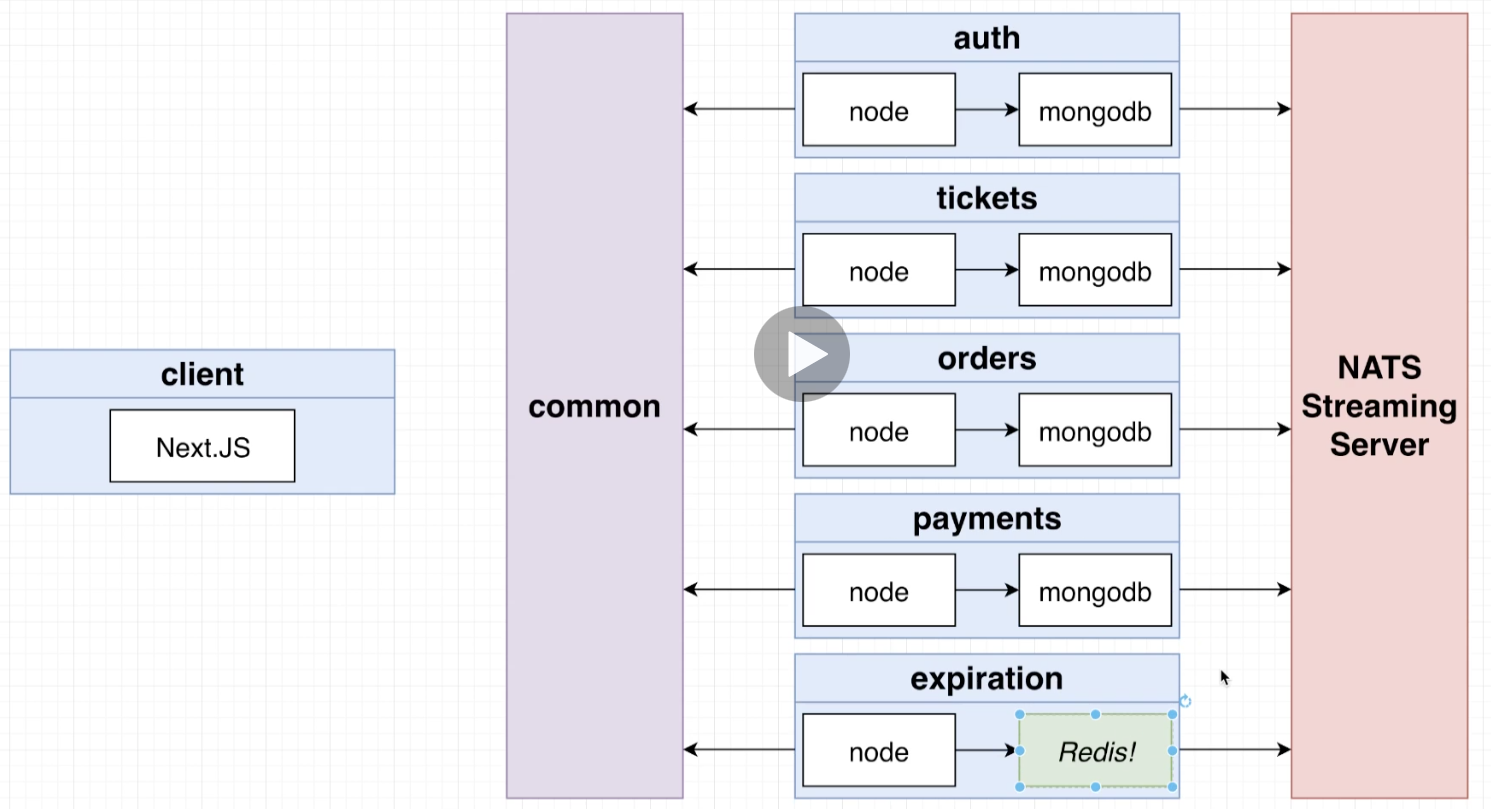 client
Next.JS
common
auth
node
mongodb
tickets
node
mongodb
orders
node
mongodb
payments
node
mongodb
expiration
node
Redis!
NATS
Streaming
Server